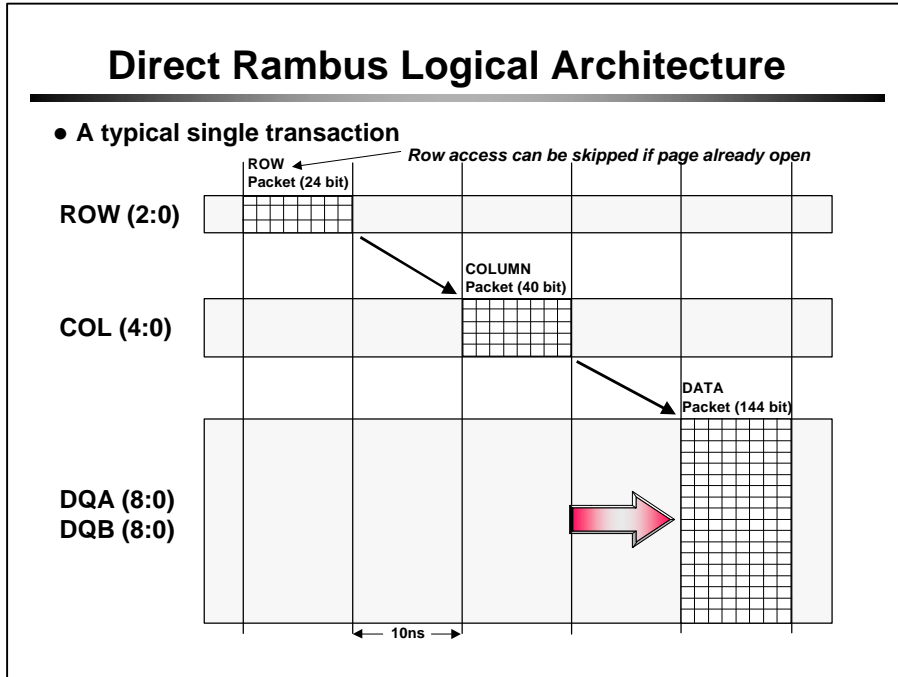 Direct Rambus Logical Architecture
● A typical single transaction
Row access can be skipped if page already open
ROW
Packet (24 bit)
ROW (2:0)
COLUMN
Packet (40 bit)
COL (4:0)
DATA
Packet (144 bit)
DQA (8:0)
DQB (8:0)
10ns